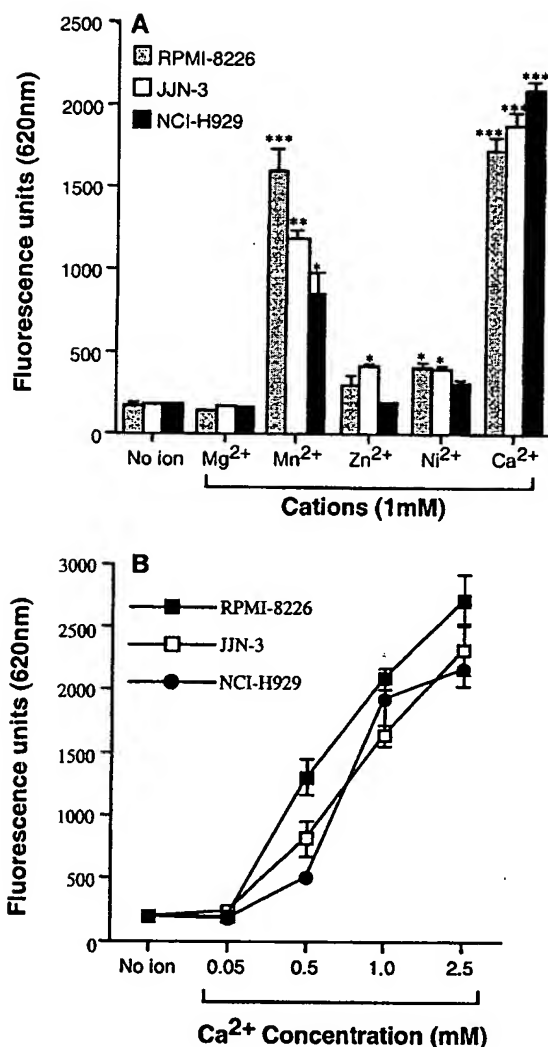 A
RPMI-8226
JJN-3
NCI-H929
Fluorescence units (620nm)
2500
2000
1500
1000
500
0
***
**
*
*
*
*
***
***
***
No ion
Mg2+
Mn2+
Zn2+
Ni2+
Ca2+
Cations (1mM)
B
RPMI-8226
JJN-3
NCI-H929
Fluorescence units (620nm)
3000
2500
2000
1500
1000
500
0
No ion
0.05
0.5
1.0
2.5
Ca2+ Concentration (mM)